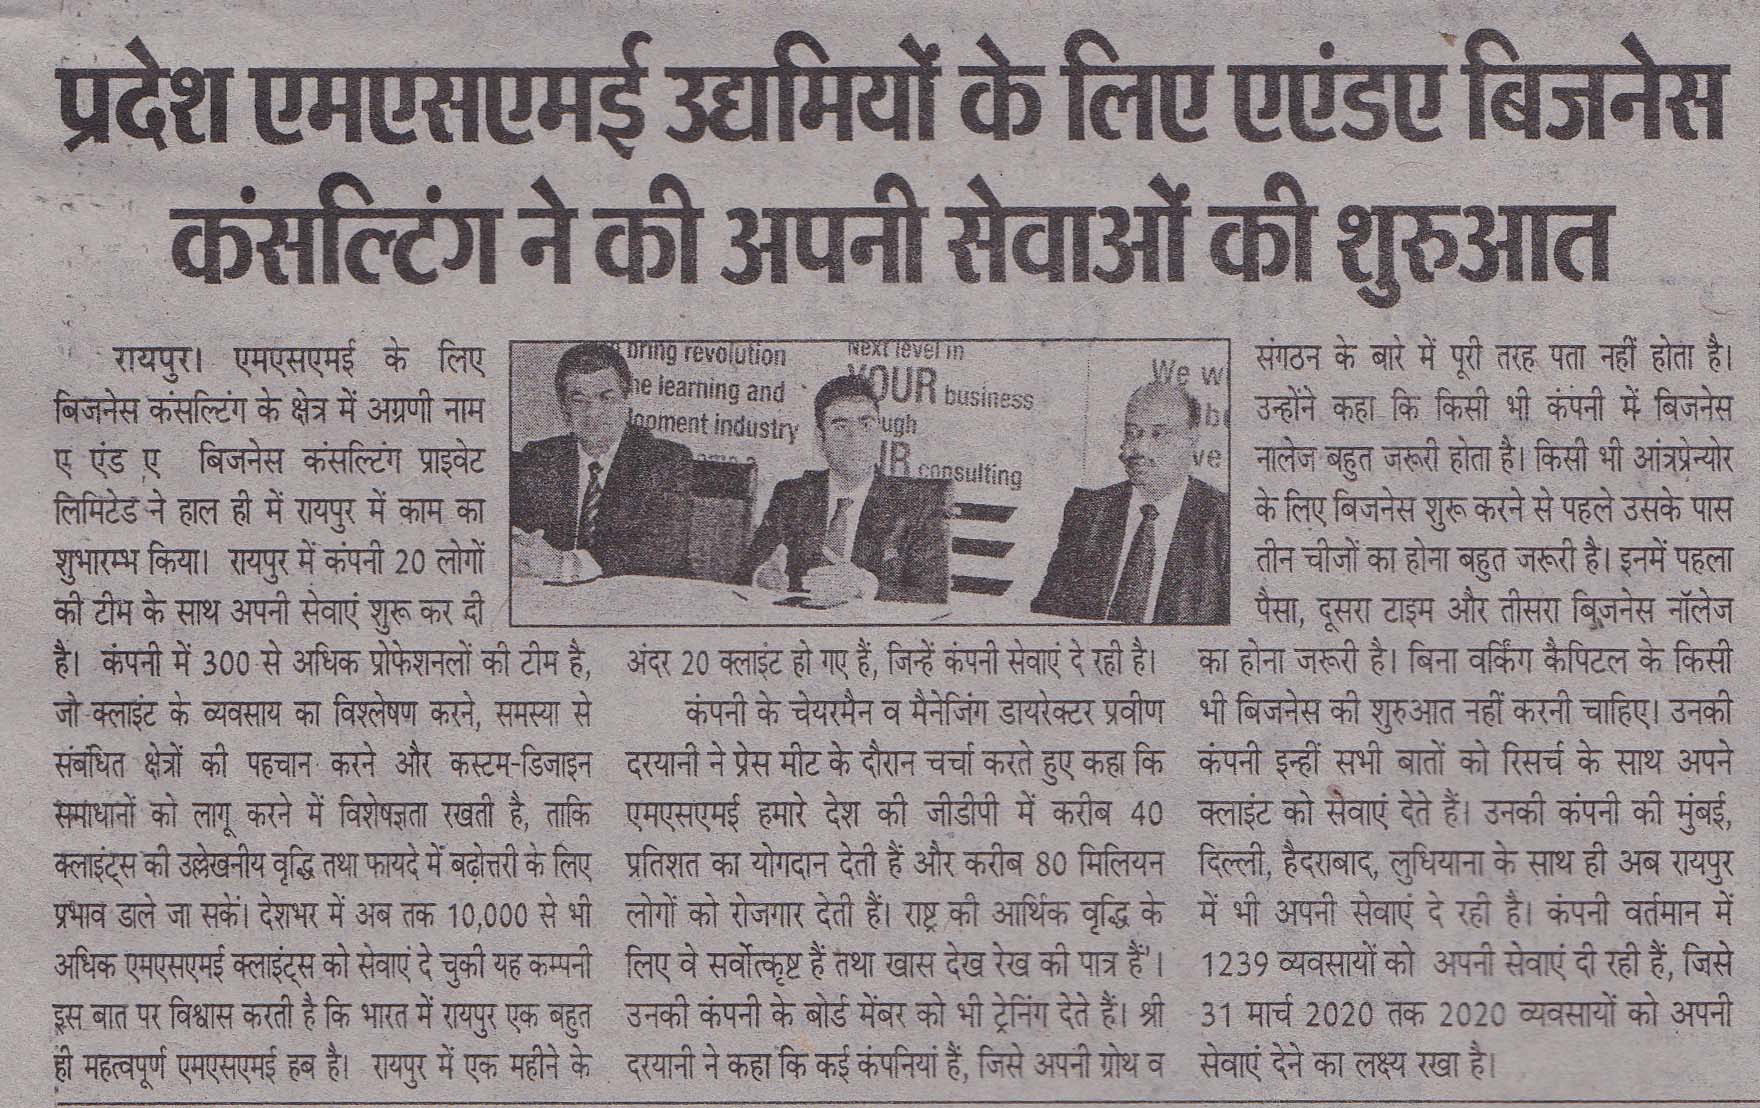 प्रदेश एमएसएमई उद्यमियों के लिए एएंडए बिजनेस
कंसल्टिंग ने की अपनी सेवाओं की शुरुआत
रायपुर। एमएसएमई के लिए
बिजनेस कंसल्टिंग के क्षेत्र में अग्रणी नाम
ए एंड ए बिजनेस कंसल्टिंग प्राइवेट
लिमिटेड ने हाल ही में रायपुर में काम का
शुभारम्भ किया। रायपुर में कंपनी 20 लोगों
की टीम के साथ अपनी सेवाएं शुरू कर दी
है। कंपनी में 300 से अधिक प्रोफेशनलों की टीम है,
जो क्लाइंट के व्यवसाय का विश्लेषण करने, समस्या से
संबंधित क्षेत्रों की पहचान करने और कस्टम-डिजाइन
समाधानों को लागू करने में विशेषज्ञता रखती है, ताकि
क्लाइंट्स की उल्लेखनीय वृद्धि तथा फायदे में बढ़ोत्तरी के लिए
प्रभाव डाले जा सकें। देशभर में अब तक 10,000 से भी
अधिक एमएसएमई क्लाइंट्स को सेवाएं दे चुकी यह कम्पनी
इस बात पर विश्वास करती है कि भारत में रायपुर एक बहुत
ही महत्वपूर्ण एमएसएमई हब है। रायपुर में एक महीने के
bring revolution
he learning and
opment industry
Next level in
YOUR business
ugh
consulting
We w
be
ve
अंदर 20 क्लाइंट हो गए हैं, जिन्हें कंपनी सेवाएं दे रही है।
कंपनी के चेयरमैन व मैनेजिंग डायरेक्टर प्रवीण
दरयानी ने प्रेस मीट के दौरान चर्चा करते हुए कहा कि
एमएसएमई हमारे देश की जीडीपी में करीब 40
प्रतिशत का योगदान देती हैं और करीब 80 मिलियन
लोगों को रोजगार देती हैं। राष्ट्र की आर्थिक वृद्धि के
लिए वे सर्वोत्कृष्ट हैं तथा खास देख रेख की पात्र हैं'।
उनकी कंपनी के बोर्ड मेंबर को भी ट्रेनिंग देते हैं। श्री
दरयानी ने कहा कि कई कंपनियां हैं, जिसे अपनी ग्रोथ व
संगठन के बारे में पूरी तरह पता नहीं होता है।
उन्होंने कहा कि किसी भी कंपनी में बिजनेस
नालेज बहुत जरूरी होता है। किसी भी आंत्रप्रेन्योर
के लिए बिजनेस शुरू करने से पहले उसके पास
तीन चीजों का होना बहुत जरूरी है। इनमें पहला
पैसा, दूसरा टाइम और तीसरा बिजनेस नॉलेज
का होना जरूरी है। बिना वर्किंग कैपिटल के किसी
भी बिजनेस की शुरुआत नहीं करनी चाहिए। उनकी
कंपनी इन्हीं सभी बातों को रिसर्च के साथ अपने
क्लाइंट को सेवाएं देते हैं। उनकी कंपनी की मुंबई,
दिल्ली, हैदराबाद, लुधियाना के साथ ही अब रायपुर
में भी अपनी सेवाएं दे रही है। कंपनी वर्तमान में
1239 व्यवसायों को अपनी सेवाएं दी रही हैं, जिसे
31 मार्च 2020 तक 2020 व्यवसायों को अपनी
सेवाएं देने का लक्ष्य रखा है।